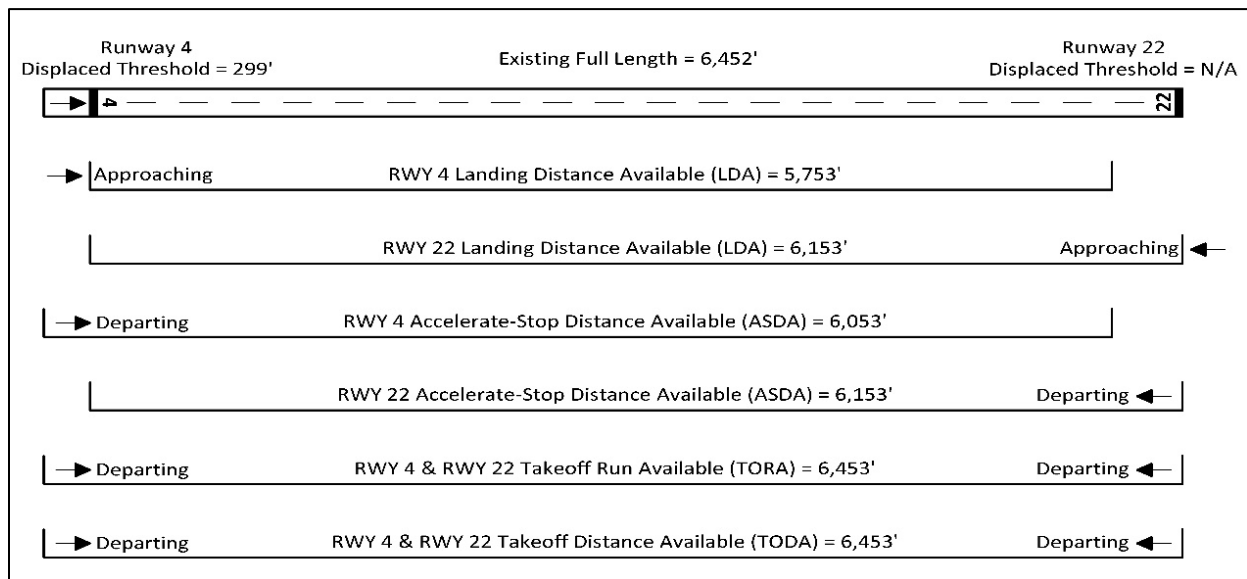 Runway 4
Displaced Threshold = 299'
Existing Full Length = 6,452'
Runway 22
Displaced Threshold = N/A
4
22
Approaching
RWY 4 Landing Distance Available (LDA) = 5,753'
RWY 22 Landing Distance Available (LDA) = 6,153'
Approaching
Departing
RWY 4 Accelerate-Stop Distance Available (ASDA) = 6,053'
RWY 22 Accelerate-Stop Distance Available (ASDA) = 6,153'
Departing
Departing
RWY 4 & RWY 22 Takeoff Run Available (TORA) = 6,453'
Departing
Departing
RWY 4 & RWY 22 Takeoff Distance Available (TODA) = 6,453'
Departing